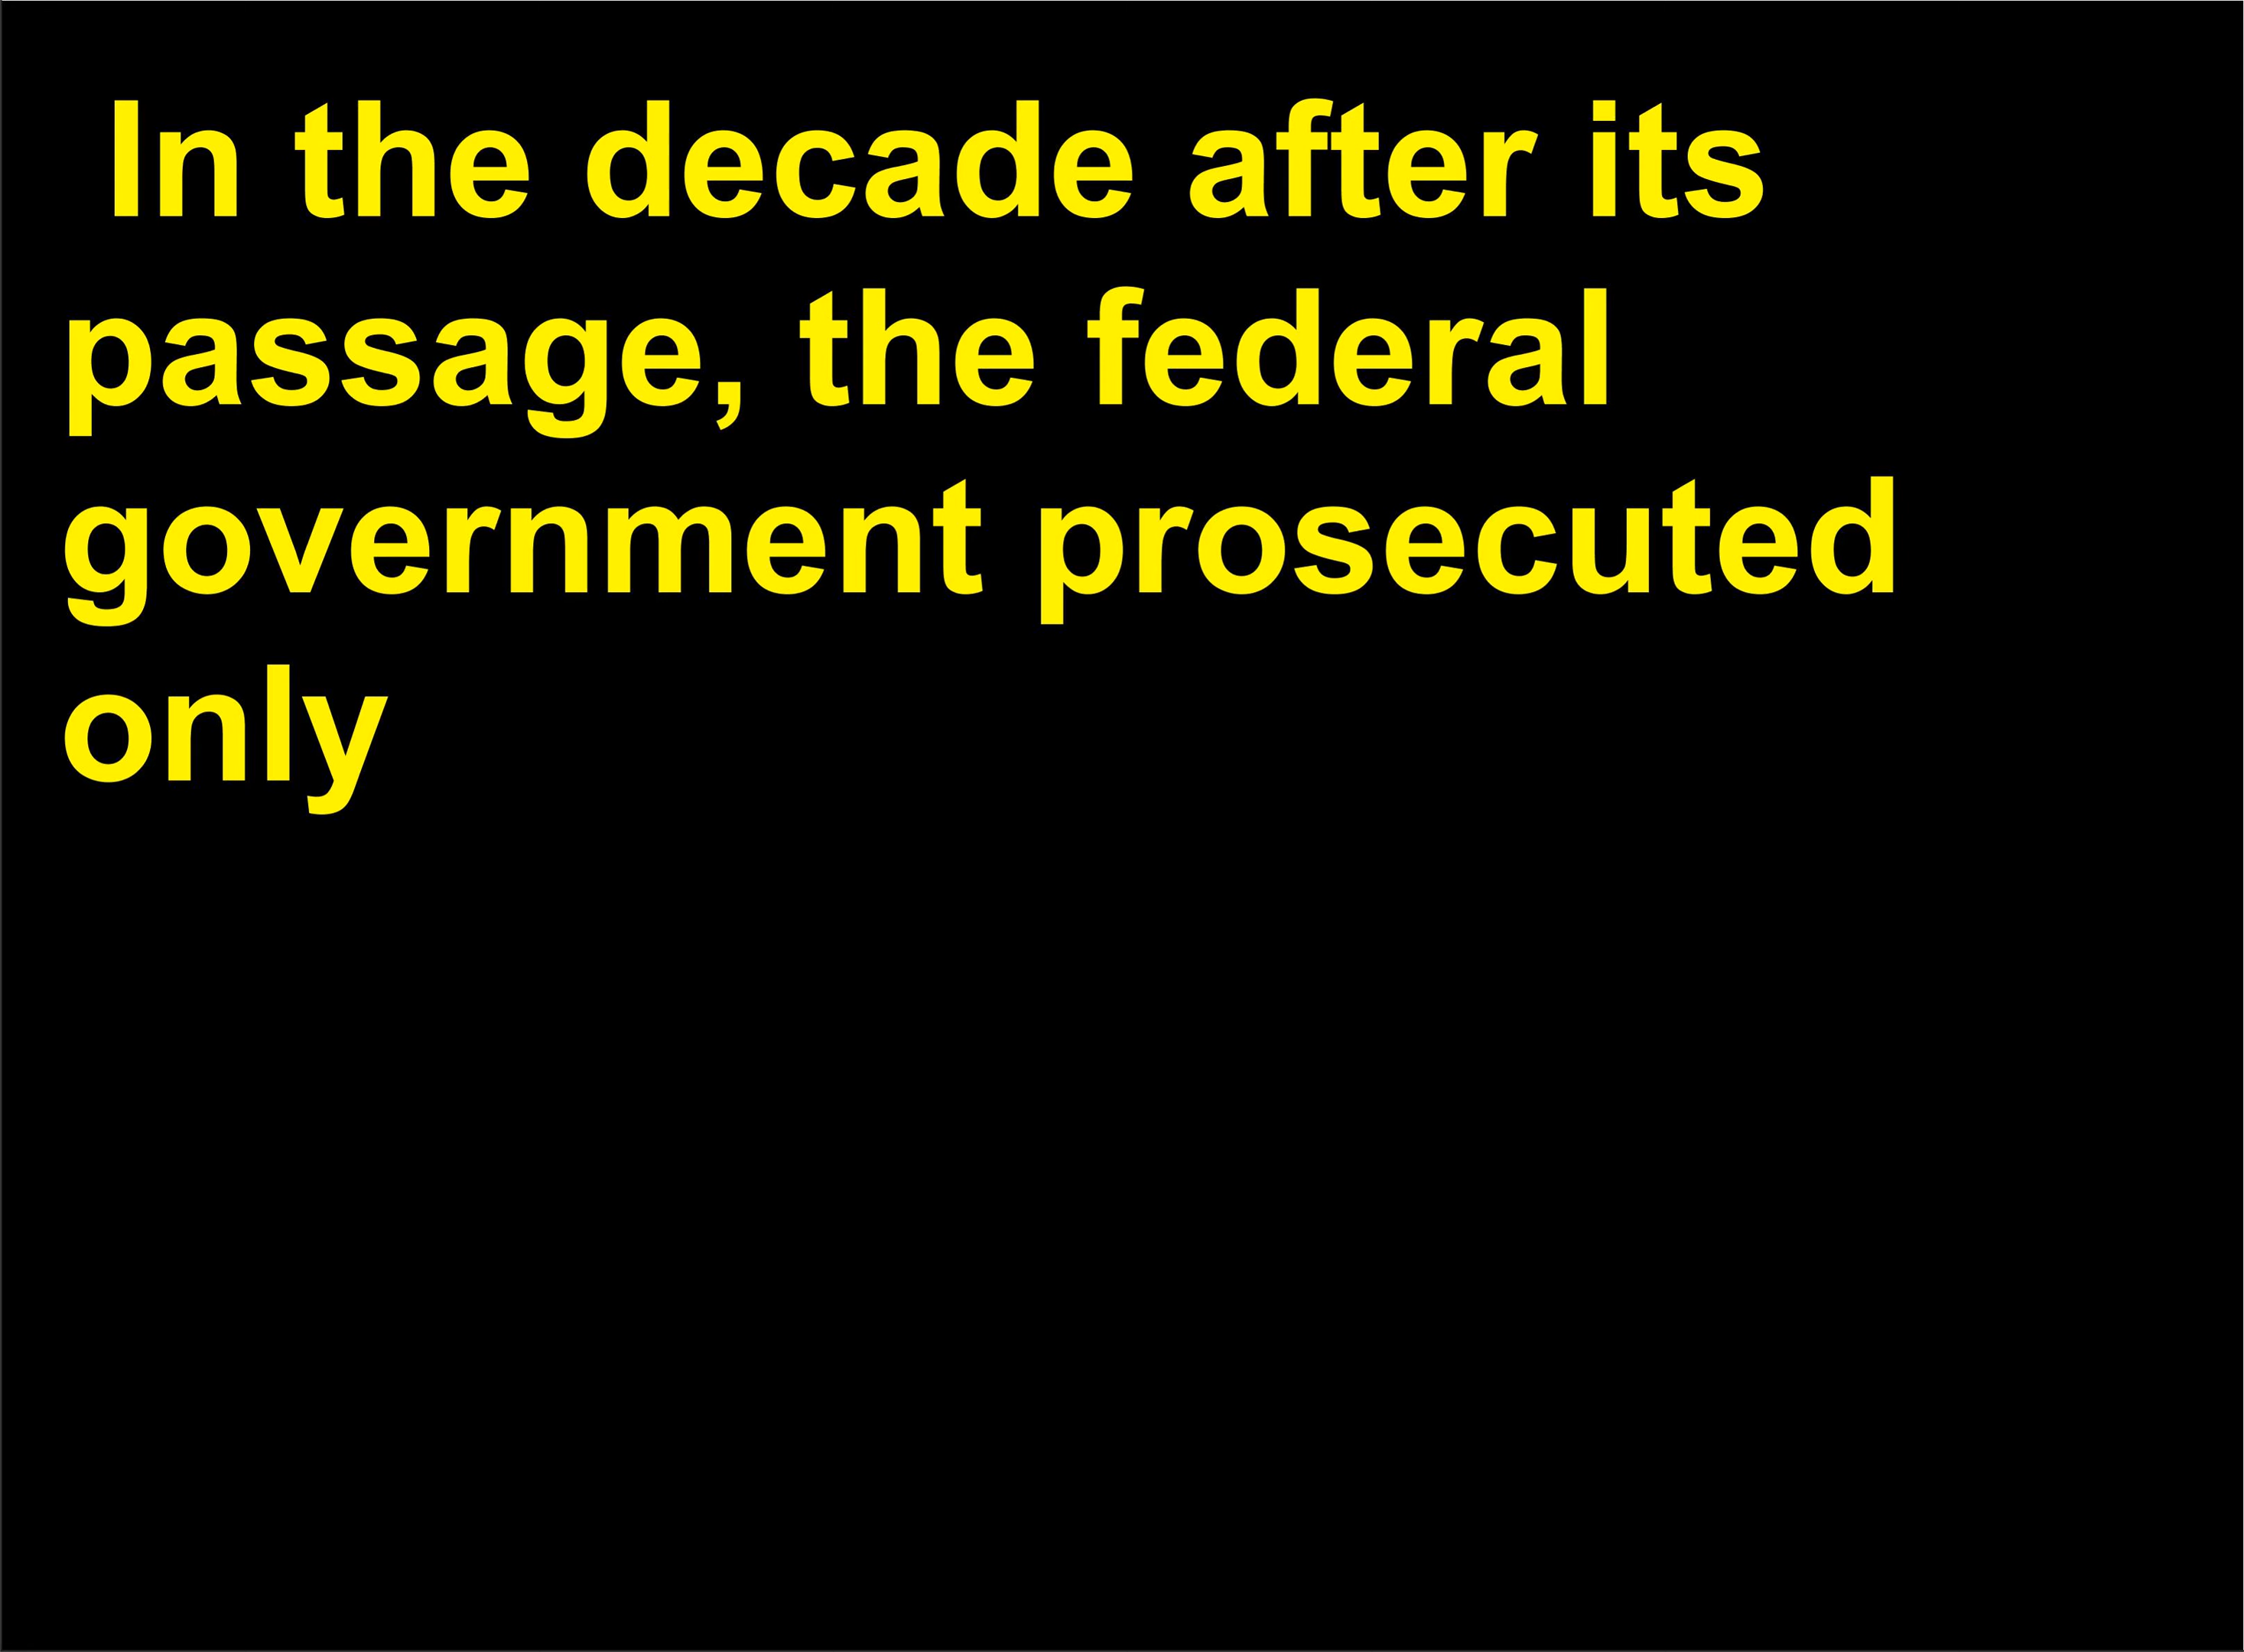 In the decade after its
passage, the federal
government prosecuted
only